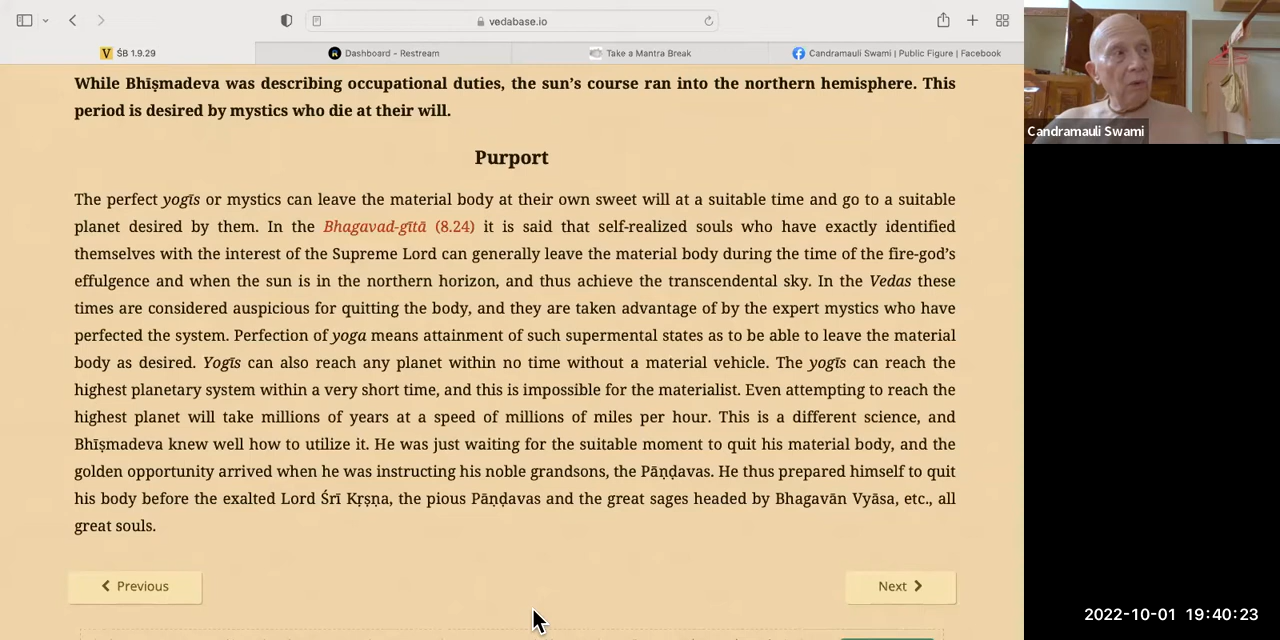 vedabase.io
ŚB 1.9.29
Dashboard - Restream
Take a Mantra Break
Candramauli Swami | Public Figure | Facebook
While Bhīṣmadeva was describing occupational duties, the sun's course ran into the northern hemisphere. This
period is desired by mystics who die at their will.
Purport
The perfect yogīs or mystics can leave the material body at their own sweet will at a suitable time and go to a suitable
planet desired by them. In the Bhagavad-gītā (8.24) it is said that self-realized souls who have exactly identified
themselves with the interest of the Supreme Lord can generally leave the material body during the time of the fire-god's
effulgence and when the sun is in the northern horizon, and thus achieve the transcendental sky. In the Vedas these
times are considered auspicious for quitting the body, and they are taken advantage of by the expert mystics who have
perfected the system. Perfection of yoga means attainment of such supermental states as to be able to leave the material
body as desired. Yogīs can also reach any planet within no time without a material vehicle. The yogīs can reach the
highest planetary system within a very short time, and this is impossible for the materialist. Even attempting to reach the
highest planet will take millions of years at a speed of millions of miles per hour. This is a different science, and
Bhīṣmadeva knew well how to utilize it. He was just waiting for the suitable moment to quit his material body, and the
golden opportunity arrived when he was instructing his noble grandsons, the Pāṇḍavas. He thus prepared himself to quit
his body before the exalted Lord Śrī Kṛṣṇa, the pious Pāṇḍavas and the great sages headed by Bhagavān Vyāsa, etc., all
great souls.
Previous
Next
Candramauli Swami
2022-10-01 19:40:23